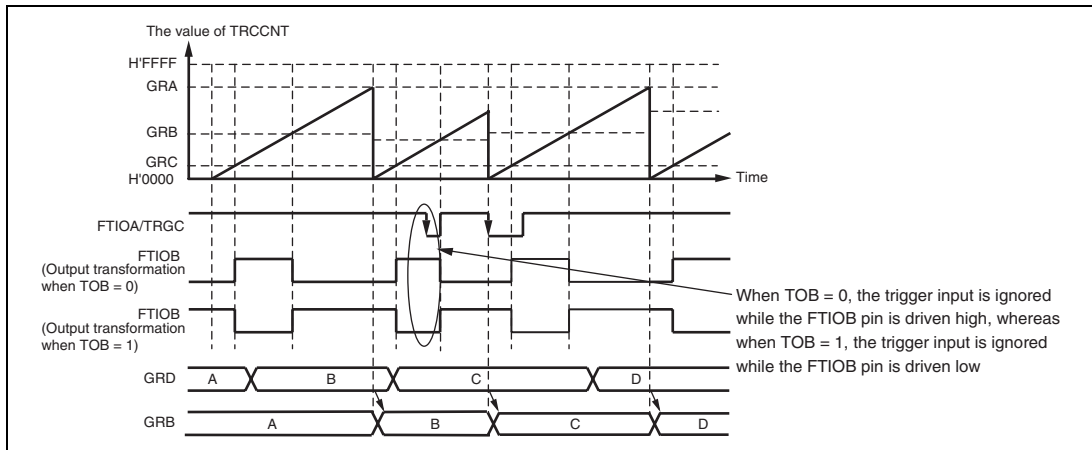 The value of TRCCNT
H'FFFF
GRA
GRB
GRC
H'0000
Time
FTIOA/TRGC
FTIOB
(Output transformation
when TOB = 0)
FTIOB
(Output transformation
when TOB = 1)
When TOB = 0, the trigger input is ignored
while the FTIOB pin is driven high, whereas
when TOB = 1, the trigger input is ignored
while the FTIOB pin is driven low
GRD A B C D
GRB A B C D